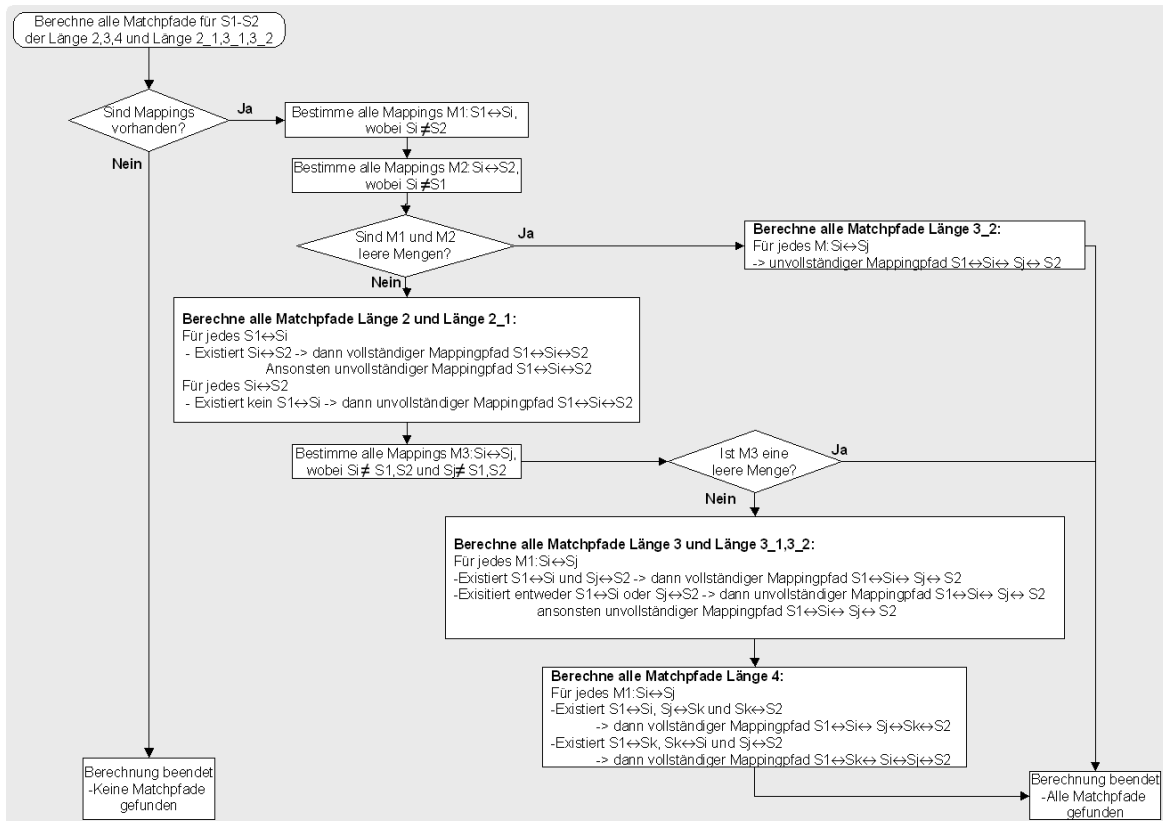 Berechne alle Matchpfade für S1-S2
der Länge 2,3,4 und Länge 2_1,3_1,3_2
Sind Mappings
vorhanden?
Ja
Nein
Bestimme alle Mappings M1:S1↔Si,
wobei Si ≠S2
Bestimme alle Mappings M2:Si↔S2,
wobei Si ≠S1
Sind M1 und M2
leere Mengen?
Ja
Nein
Berechne alle Matchpfade Länge 3_2:
Für jedes M:Si↔Sj
-> unvollständiger Mappingpfad S1↔Si↔ Sj↔ S2
Berechne alle Matchpfade Länge 2 und Länge 2_1:
Für jedes S1↔Si
- Existiert Si↔S2 -> dann vollständiger Mappingpfad S1↔Si↔S2
Ansonsten unvollständiger Mappingpfad S1↔Si↔S2
Für jedes Si↔S2
- Existiert kein S1↔Si -> dann unvollständiger Mappingpfad S1↔Si↔S2
Bestimme alle Mappings M3:Si↔Sj,
wobei Si≠ S1,S2 und Sj≠ S1,S2
Ist M3 eine
leere Menge?
Ja
Nein
Berechne alle Matchpfade Länge 3 und Länge 3_1,3_2:
Für jedes M1:Si↔Sj
-Existiert S1↔Si und Sj↔S2 -> dann vollständiger Mappingpfad S1↔Si↔ Sj↔ S2
-Exisitiert entweder S1↔Si oder Sj↔S2 -> dann unvollständiger Mappingpfad S1↔Si↔ Sj↔ S2
ansonsten unvollständiger Mappingpfad S1↔Si↔ Sj↔ S2
Berechne alle Matchpfade Länge 4:
Für jedes M1:Si↔Sj
-Existiert S1↔Si, Sj↔Sk und Sk↔S2
-> dann vollständiger Mappingpfad S1↔Si↔ Sj↔Sk↔S2
-Existiert S1↔Sk, Sk↔Si und Sj↔S2
-> dann vollständiger Mappingpfad S1↔Sk↔ Si↔Sj↔S2
Berechnung beendet
-Keine Matchpfade
gefunden
Berechnung beendet
-Alle Matchpfade
gefunden